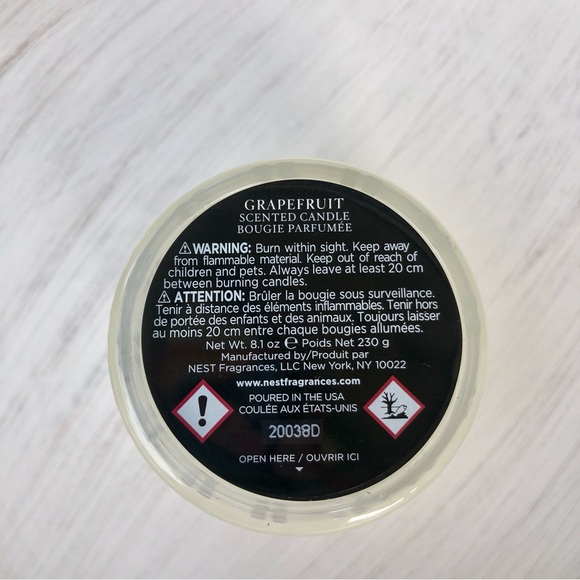 GRAPEFRUIT
SCENTED CANDLE
BOUGIE PARFUMÉE
⚠WARNING: Burn within sight. Keep away
from flammable material. Keep out of reach of
children and pets. Always leave at least 20 cm
between burning candles.
⚠ ATTENTION: Brûler la bougie sous surveillance.
Tenir à distance des éléments inflammables. Tenir hors
de portée des enfants et des animaux. Toujours laisser
au moins 20 cm entre chaque bougies allumées.
Net Wt. 8.1 oz ℮ Poids Net 230 g
Manufactured by/Produit par
NEST Fragrances, LLC New York, NY 10022
www.nestfragrances.com
POURED IN THE USA
COULÉE AUX ÉTATS-UNIS
20038D
OPEN HERE / OUVRIR ICI